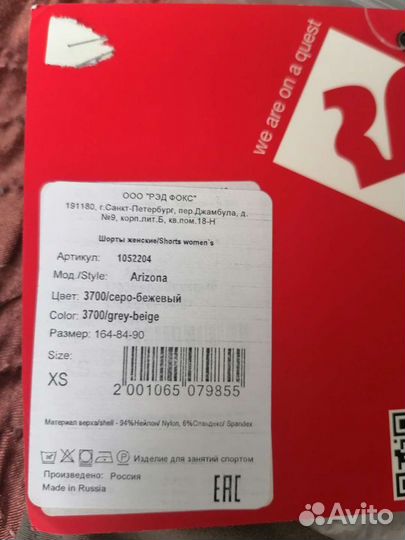 we are on a quest
ООО "РЭД ФОКС"
191180, г.Санкт-Петербург, пер.Джамбула, д.
№9, корп.лит.Б, кв.пом.18-Н
Шорты женские/Shorts women`s
Артикул: 1052204
Мод./Style: Arizona
Цвет: 3700/серо-бежевый
Color: 3700/grey-beige
Размер: 164-84-90
Size:
XS
2 001065 079855
Материал верха/shell - 94%Нейлон/ Nylon, 6%Спандекс/ Spandex
Изделие для занятий спортом
Произведено: Россия
Made in Russia
EAC
Avito